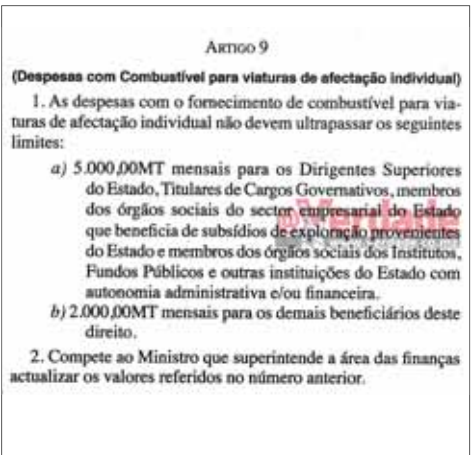 ARTIGO 9
(Despesas com Combustível para viaturas de afectação individual)
1. As despesas com o fornecimento de combustível para via-
turas de afectação individual não devem ultrapassar os seguintes
limites:
a) 5.000,00MT mensais para os Dirigentes Superiores
do Estado, Titulares de Cargos Governativos, membros
dos órgãos sociais do sector empresarial do Estado
que beneficia de subsídios de exploração provenientes
do Estado e membros dos órgãos sociais dos Institutos,
Fundos Públicos e outras instituições do Estado com
autonomia administrativa e/ou financeira.
b) 2.000,00MT mensais para os demais beneficiários deste
direito.
2. Compete ao Ministro que superintende a área das finanças
actualizar os valores referidos no número anterior.
@Verdade